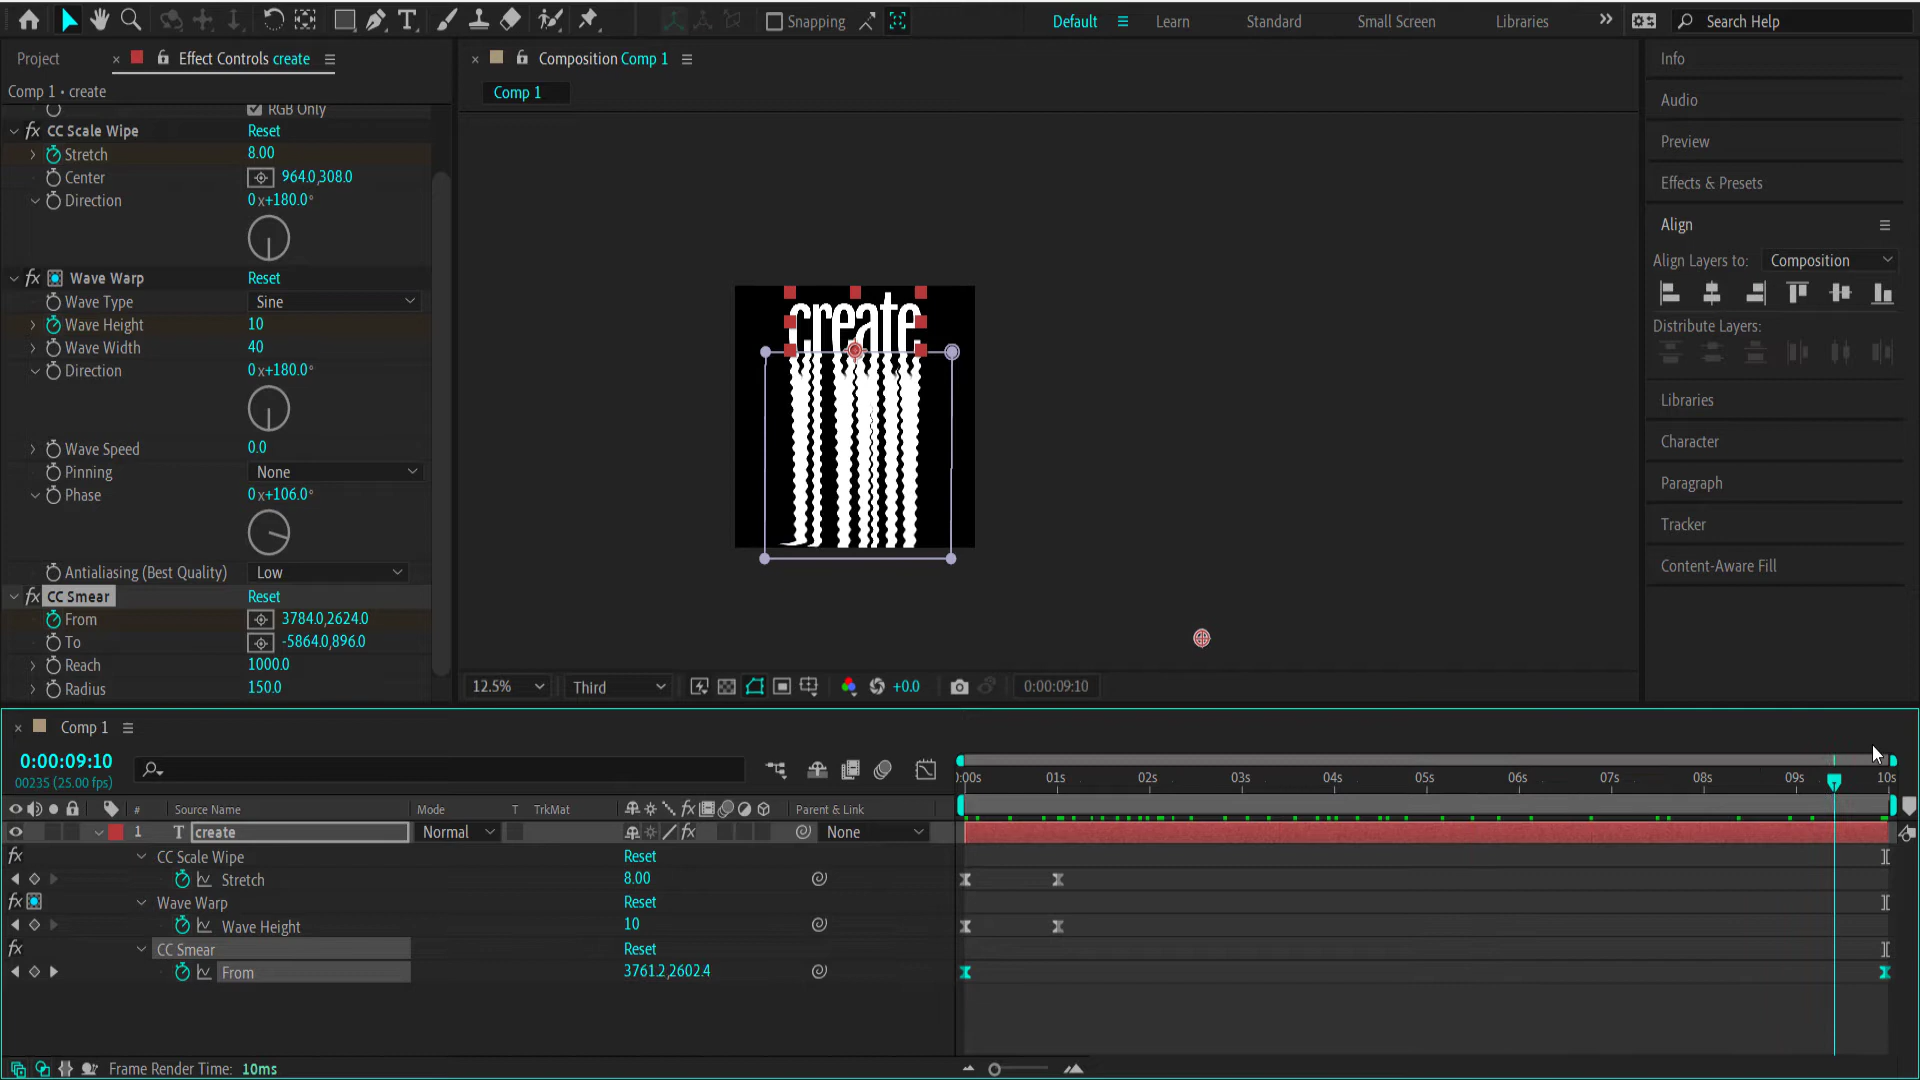 Snapping
Default
Learn
Standard
Small Screen
Libraries
Search Help
Project
Effect Controls create
Composition Comp 1
Info
Comp 1 • create
Comp 1
Audio
RGB Only
CC Scale Wipe Reset
Stretch 8.00
Center 964.0,308.0
Direction 0 x+180.0°
Wave Warp Reset
Wave Type Sine
Wave Height 10
Wave Width 40
Direction 0 x+180.0°
Wave Speed 0.0
Pinning None
Phase 0 x+106.0°
Antialiasing (Best Quality) Low
CC Smear Reset
From 3784.0,2624.0
To -5864.0,896.0
Reach 1000.0
Radius 150.0
create
Preview
Effects & Presets
Align
Align Layers to: Composition
Distribute Layers:
Libraries
Character
Paragraph
Tracker
Content-Aware Fill
12.5% Third +0.0 0:00:09:10
Comp 1
0:00:09:10
00235 (25.00 fps)
:00s 01s 02s 03s 04s 05s 06s 07s 08s 09s 10s
# Source Name Mode T TrkMat Parent & Link
1 T create Normal None
CC Scale Wipe Reset
Stretch 8.00
Wave Warp Reset
Wave Height 10
CC Smear Reset
From 3761.2,2602.4
Frame Render Time: 10ms